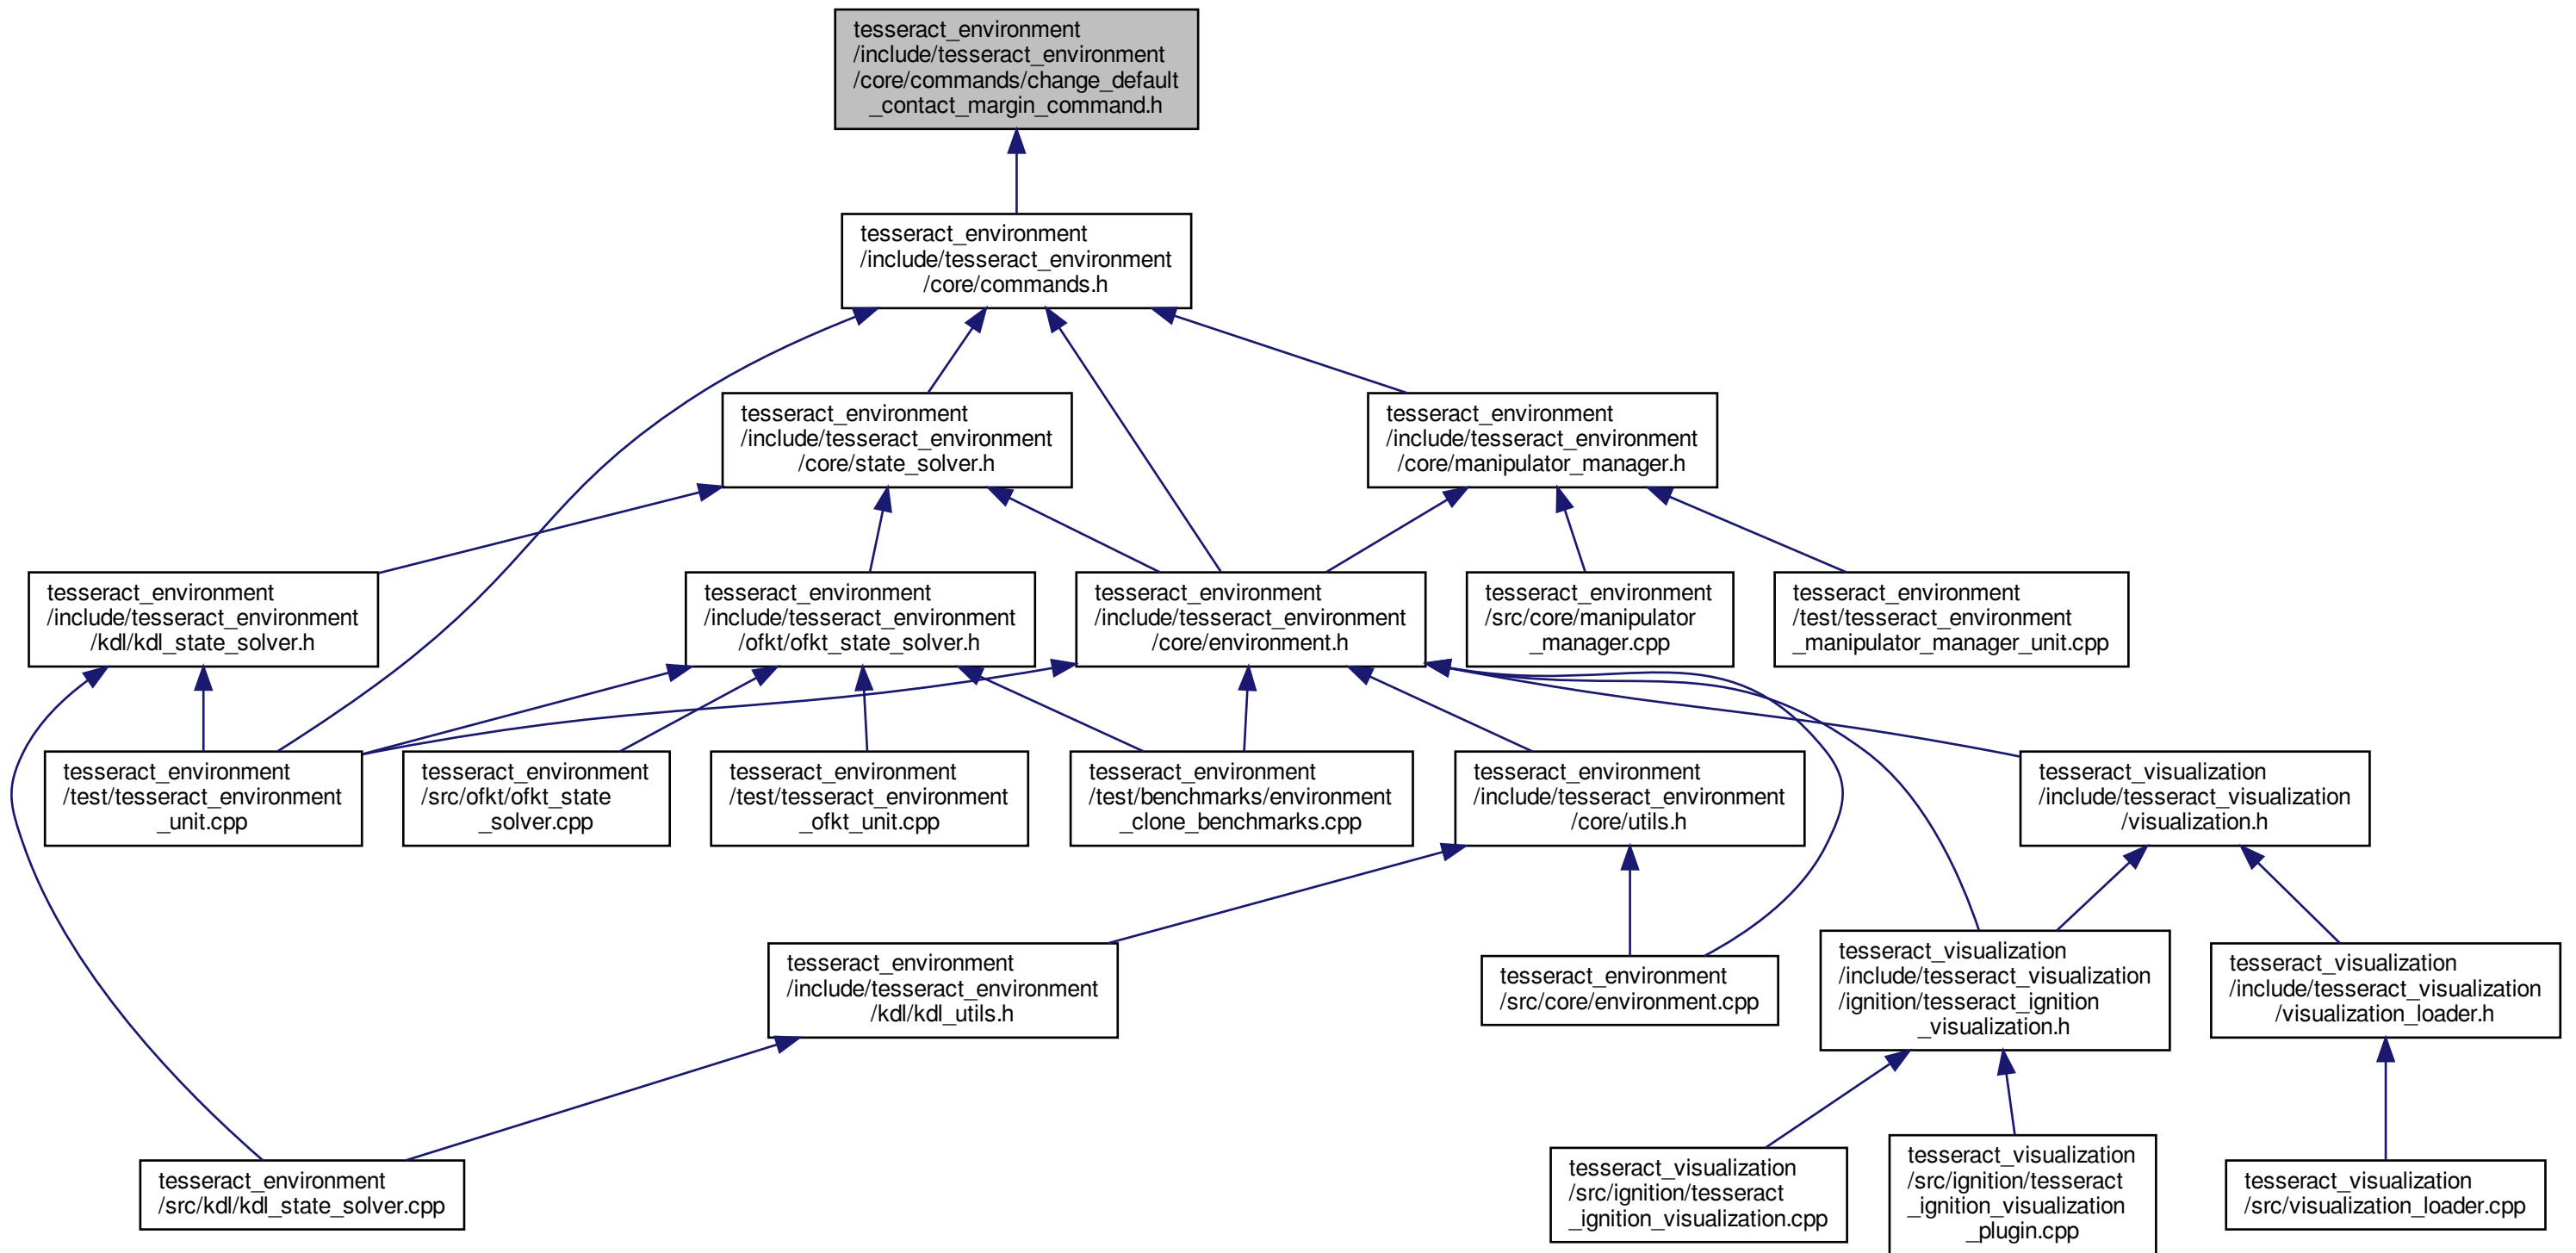 tesseract_environment
/include/tesseract_environment
/core/commands/change_default
_contact_margin_command.h
tesseract_environment
/include/tesseract_environment
/core/commands.h
tesseract_environment
/include/tesseract_environment
/core/state_solver.h
tesseract_environment
/include/tesseract_environment
/core/manipulator_manager.h
tesseract_environment
/include/tesseract_environment
/kdl/kdl_state_solver.h
tesseract_environment
/include/tesseract_environment
/ofkt/ofkt_state_solver.h
tesseract_environment
/include/tesseract_environment
/core/environment.h
tesseract_environment
/src/core/manipulator
_manager.cpp
tesseract_environment
/test/tesseract_environment
_manipulator_manager_unit.cpp
tesseract_environment
/test/tesseract_environment
_unit.cpp
tesseract_environment
/src/ofkt/ofkt_state
_solver.cpp
tesseract_environment
/test/tesseract_environment
_ofkt_unit.cpp
tesseract_environment
/test/benchmarks/environment
_clone_benchmarks.cpp
tesseract_environment
/include/tesseract_environment
/core/utils.h
tesseract_visualization
/include/tesseract_visualization
/visualization.h
tesseract_environment
/include/tesseract_environment
/kdl/kdl_utils.h
tesseract_environment
/src/core/environment.cpp
tesseract_visualization
/include/tesseract_visualization
/ignition/tesseract_ignition
_visualization.h
tesseract_visualization
/include/tesseract_visualization
/visualization_loader.h
tesseract_environment
/src/kdl/kdl_state_solver.cpp
tesseract_visualization
/src/ignition/tesseract
_ignition_visualization.cpp
tesseract_visualization
/src/ignition/tesseract
_ignition_visualization
_plugin.cpp
tesseract_visualization
/src/visualization_loader.cpp